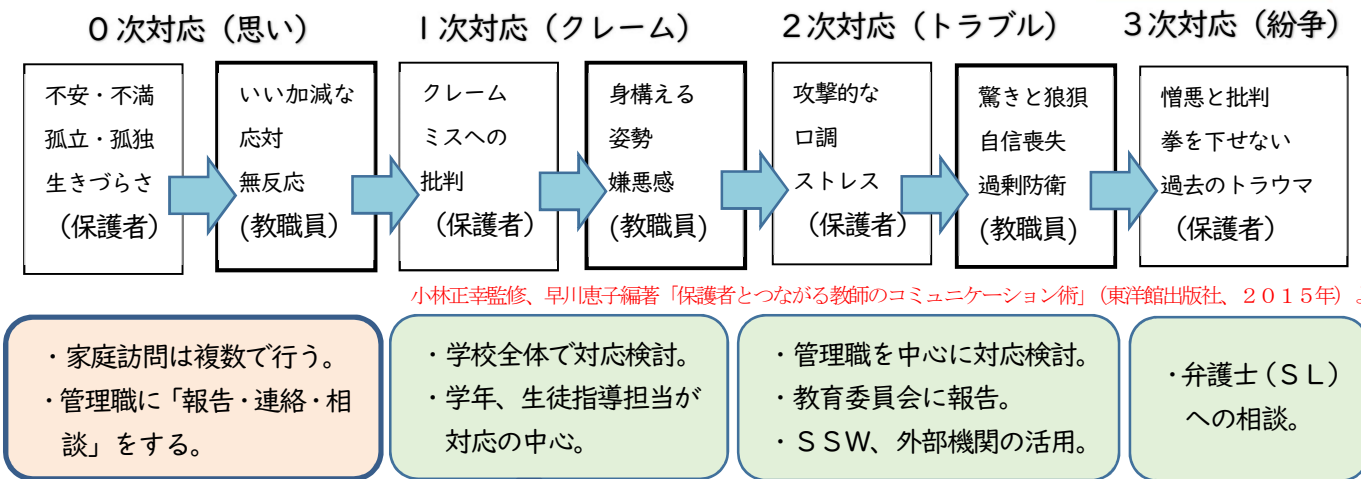 ０次対応（思い）
１次対応（クレーム）
２次対応（トラブル）
３次対応（紛争）
不安・不満
孤立・孤独
生きづらさ
（保護者）
いい加減な
応対
無反応
(教職員）
クレーム
ミスへの
批判
（保護者）
身構える
姿勢
嫌悪感
(教職員）
攻撃的な
口調
ストレス
（保護者）
驚きと狼狽
自信喪失
過剰防衛
(教職員）
憎悪と批判
拳を下せない
過去のトラウマ
（保護者）
小林正幸監修、早川恵子編著「保護者とつながる教師のコミュニケーション術」（東洋館出版社、２０１５年）
・家庭訪問は複数で行う。
・管理職に「報告・連絡・相
談」をする。
・学校全体で対応検討。
・学年、生徒指導担当が
対応の中心。
・管理職を中心に対応検討。
・教育委員会に報告。
・ＳＳＷ、外部機関の活用。
・弁護士（ＳＬ）
への相談。